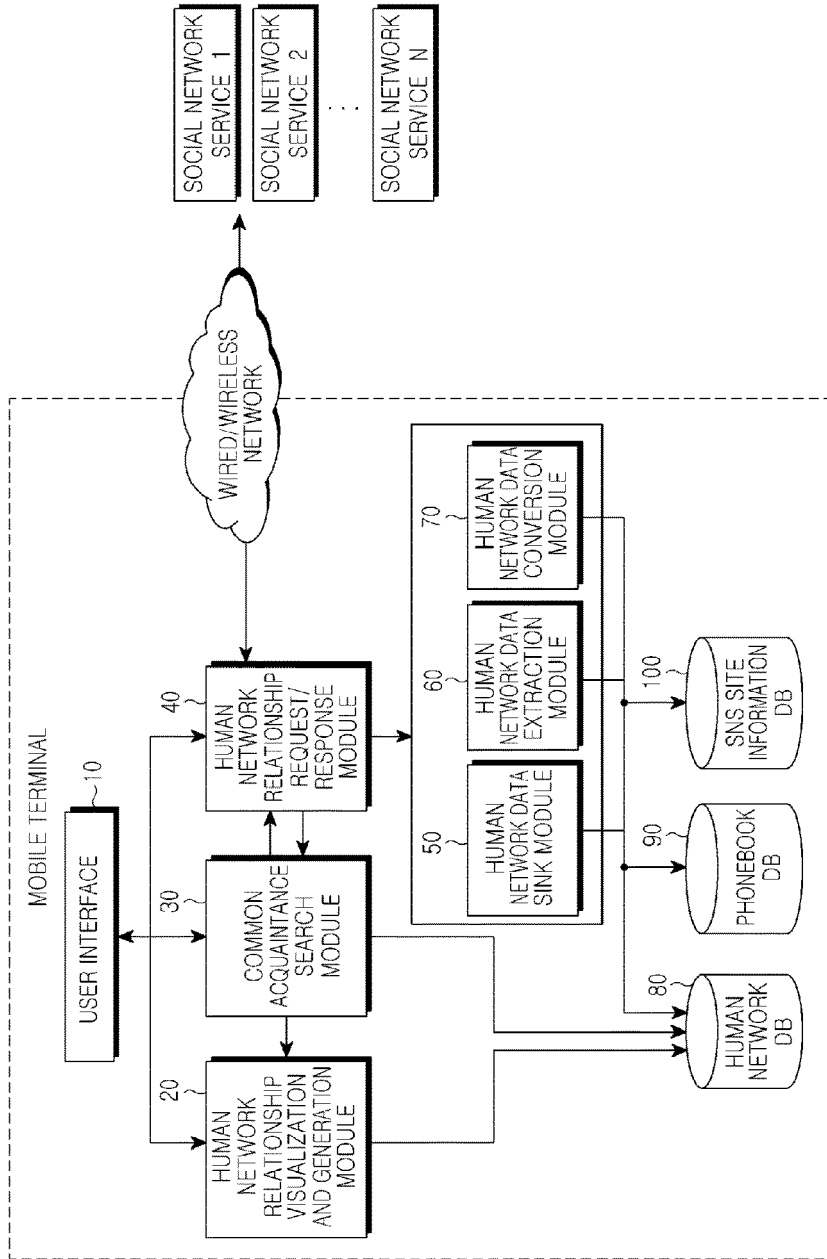 MOBILE TERMINAL
USER INTERFACE
10
20
HUMAN
NETWORK
RELATIONSHIP
VISUALIZATION
AND GENERATION
MODULE
30
COMMON
ACQUAINTANCE
SEARCH
MODULE
40
HUMAN
NETWORK
RELATIONSHIP
REQUEST/
RESPONSE
MODULE
WIRED/WIRELESS
NETWORK
SOCIAL NETWORK
SERVICE 1
SOCIAL NETWORK
SERVICE 2
...
SOCIAL NETWORK
SERVICE N
50
HUMAN
NETWORK DATA
SINK MODULE
60
HUMAN
NETWORK DATA
EXTRACTION
MODULE
70
HUMAN
NETWORK DATA
CONVERSION
MODULE
80
HUMAN
NETWORK
DB
90
PHONEBOOK
DB
100
SNS SITE
INFORMATION
DB